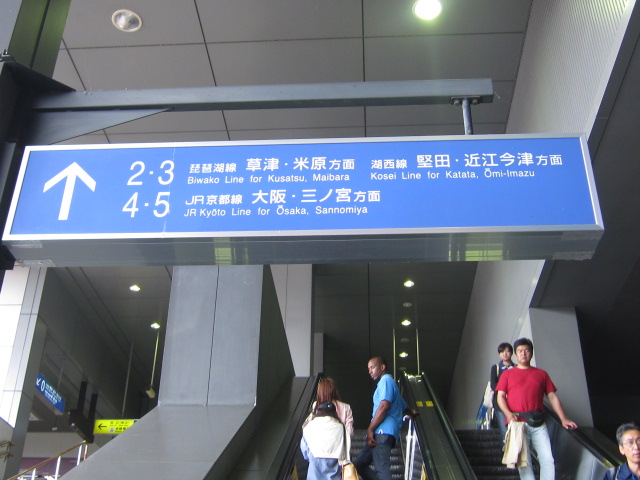 2・3 琵琶湖線 草津・米原方面 湖西線 堅田・近江今津方面
Biwako Line for Kusatsu, Maibara Kosei Line for Katata, Ōmi-Imazu
4・5 JR京都線 大阪・三ノ宮方面
JR Kyōto Line for Ōsaka, Sannomiya